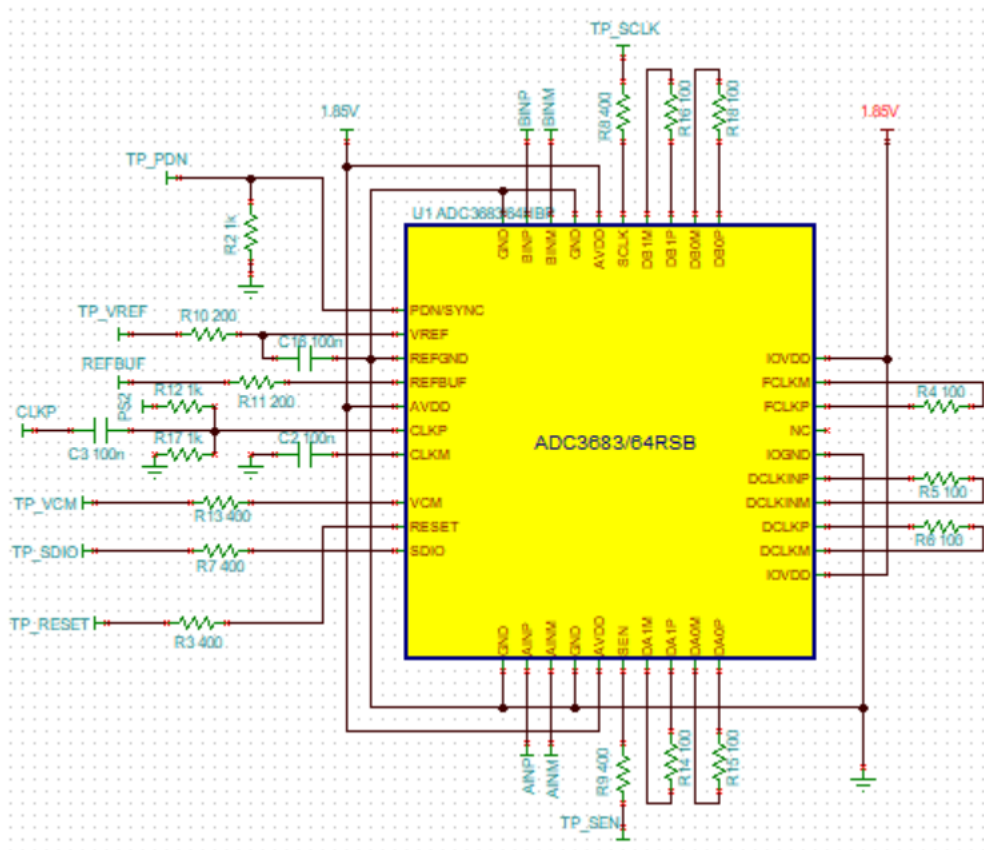 TP_SCLK
1.85V
BINP
BINM
R8 400
R16 100
R18 100
1.85V
TP_PDN
R2 1k
U1 ADC3683/64HBP
GND
BINP
BINM
GND
AVDD
SCLK
DB1M
DB1P
DB0M
DB0P
TP_VREF
R10 200
C16 100n
REFBUF
R11 200
R12 1k
PS2
CLKP
C3 100n
R17 1k
C2 100n
TP_VCM
R13 400
TP_SDIO
R7 400
TP_RESET
R3 400
PDN/SYNC
VREF
REFGND
REFBUF
AVDD
CLKP
CLKM
VCM
RESET
SDIO
ADC3683/64RSB
IOVDD
FCLKM
FCLKP
NC
IOGND
DCLKINP
DCLKINM
DCLKP
DCLKM
IOVDD
R4 100
R5 100
R6 100
GND
AINP
AINM
GND
AVDD
SEN
DA1M
DA1P
DA0M
DA0P
AINP
AINM
R9 400
R14 100
R15 100
TP_SEN